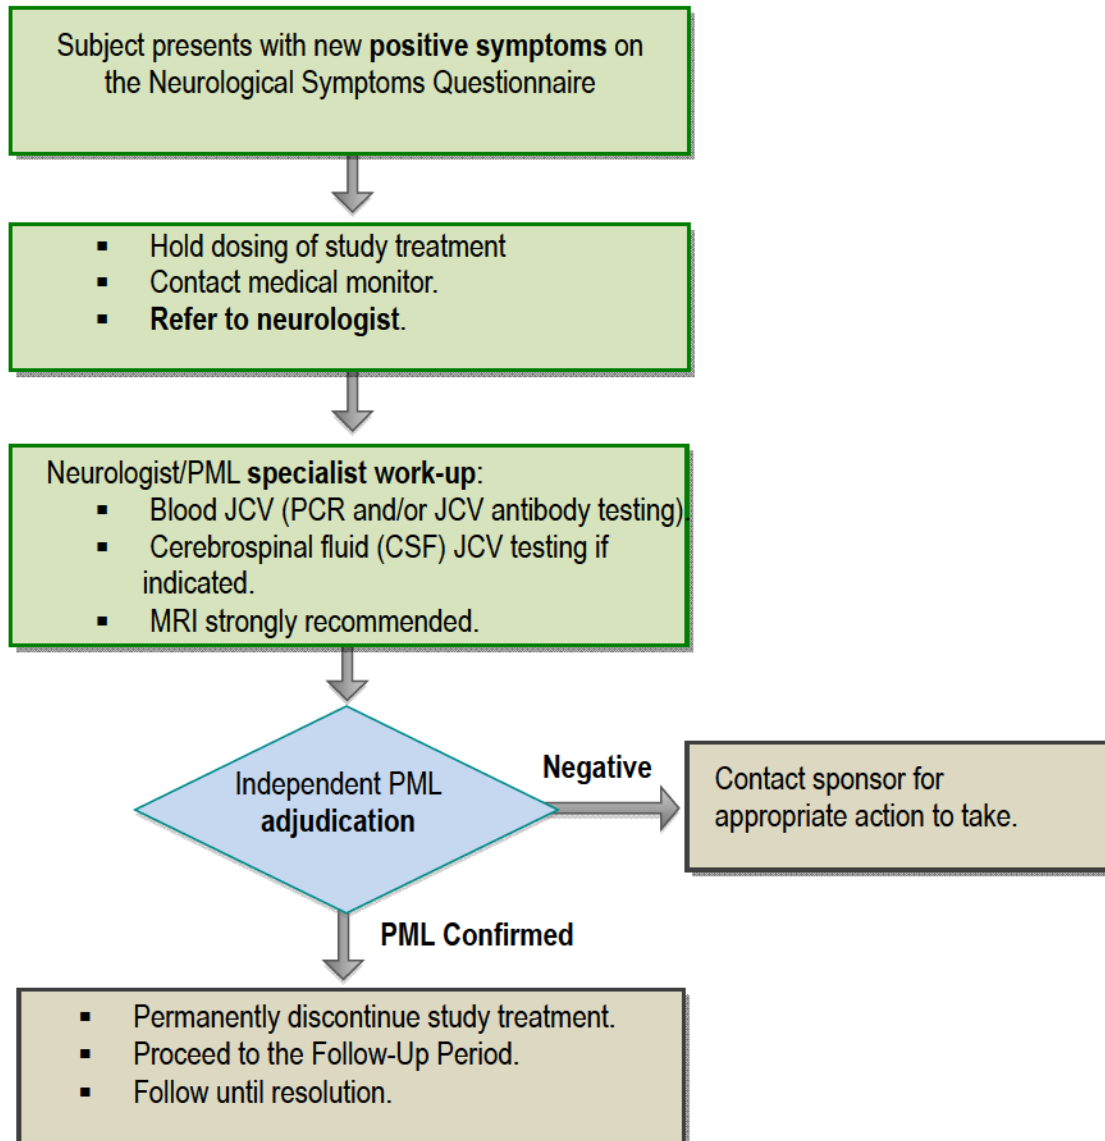 Subject presents with new positive symptoms on
the Neurological Symptoms Questionnaire
▪ Hold dosing of study treatment
▪ Contact medical monitor.
▪ Refer to neurologist.
Neurologist/PML specialist work-up:
▪ Blood JCV (PCR and/or JCV antibody testing).
▪ Cerebrospinal fluid (CSF) JCV testing if
indicated.
▪ MRI strongly recommended.
Independent PML
adjudication
Negative
Contact sponsor for
appropriate action to take.
PML Confirmed
▪ Permanently discontinue study treatment.
▪ Proceed to the Follow-Up Period.
▪ Follow until resolution.